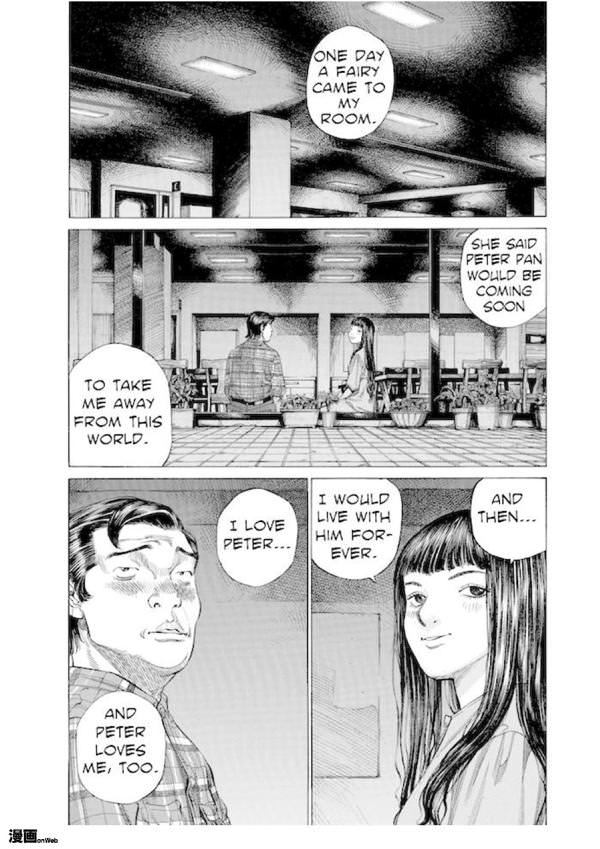 ONE DAY
A FAIRY
CAME TO
MY
ROOM.
SHE SAID
PETER PAN
WOULD BE
COMING
SOON
TO TAKE
ME AWAY
FROM THIS
WORLD.
AND
THEN...
I WOULD
LIVE WITH
HIM FOR-
EVER.
I LOVE
PETER...
AND
PETER
LOVES
ME, TOO.
漫画onWeb